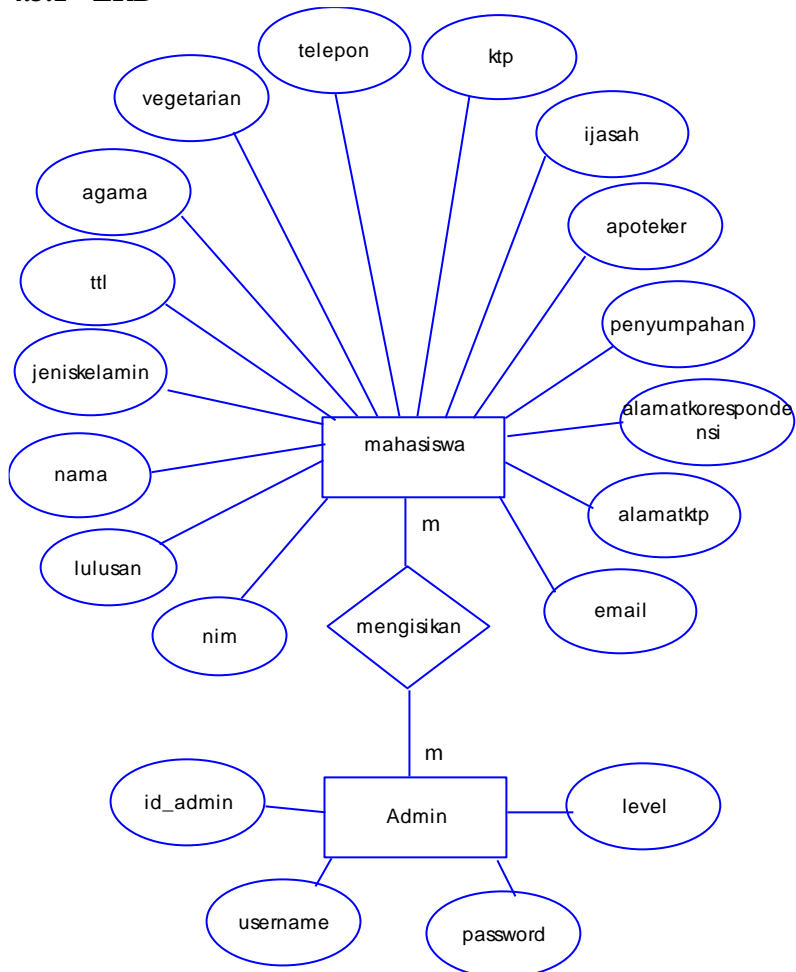 telepon
ktp
vegetarian
ijasah
agama
apoteker
ttl
penyumpahan
jeniskelamin
alamatkoresponde
nsi
mahasiswa
nama
alamatktp
m
lulusan
email
nim
mengisikan
m
id_admin
level
Admin
username
password